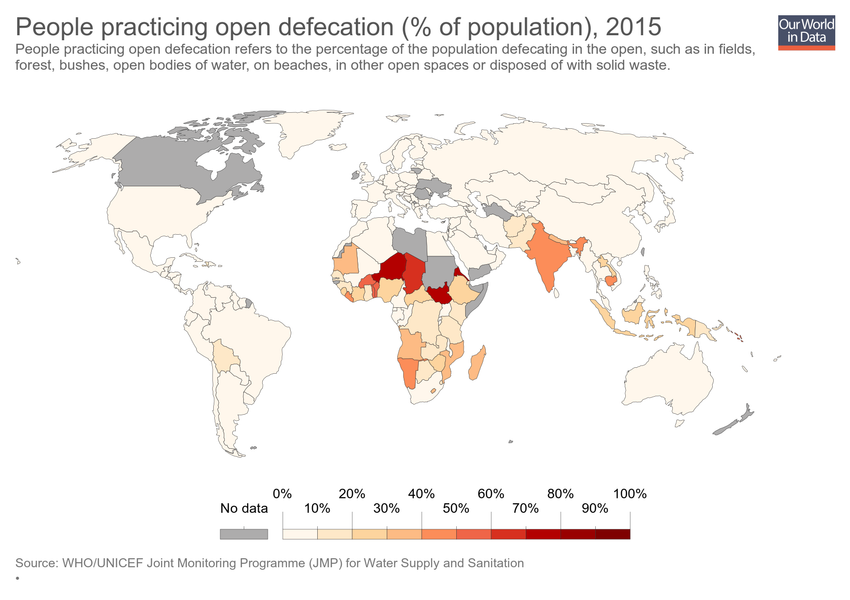 People practicing open defecation (% of population), 2015
Our World
in Data
People practicing open defecation refers to the percentage of the population defecating in the open, such as in fields,
forest, bushes, open bodies of water, on beaches, in other open spaces or disposed of with solid waste.
0% 20% 40% 60% 80% 100%
No data 10% 30% 50% 70% 90%
Source: WHO/UNICEF Joint Monitoring Programme (JMP) for Water Supply and Sanitation
•